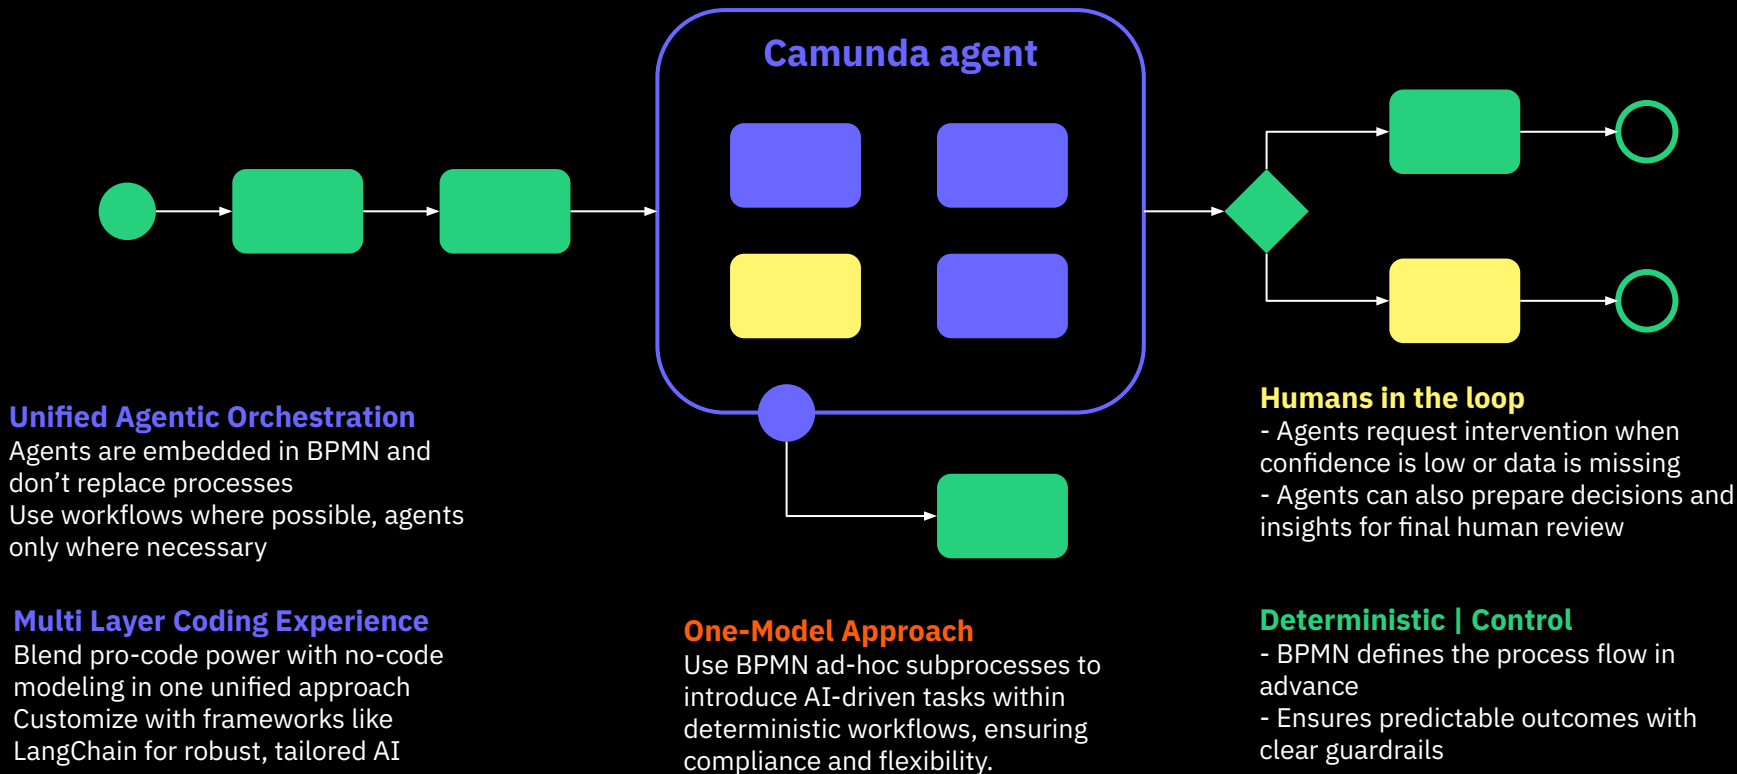 Camunda agent
Unified Agentic Orchestration
Agents are embedded in BPMN and
don’t replace processes
Use workflows where possible, agents
only where necessary
Humans in the loop
- Agents request intervention when
confidence is low or data is missing
- Agents can also prepare decisions and
insights for final human review
Multi Layer Coding Experience
Blend pro-code power with no-code
modeling in one unified approach
Customize with frameworks like
LangChain for robust, tailored AI
One-Model Approach
Use BPMN ad-hoc subprocesses to
introduce AI-driven tasks within
deterministic workflows, ensuring
compliance and flexibility.
Deterministic | Control
- BPMN defines the process flow in
advance
- Ensures predictable outcomes with
clear guardrails